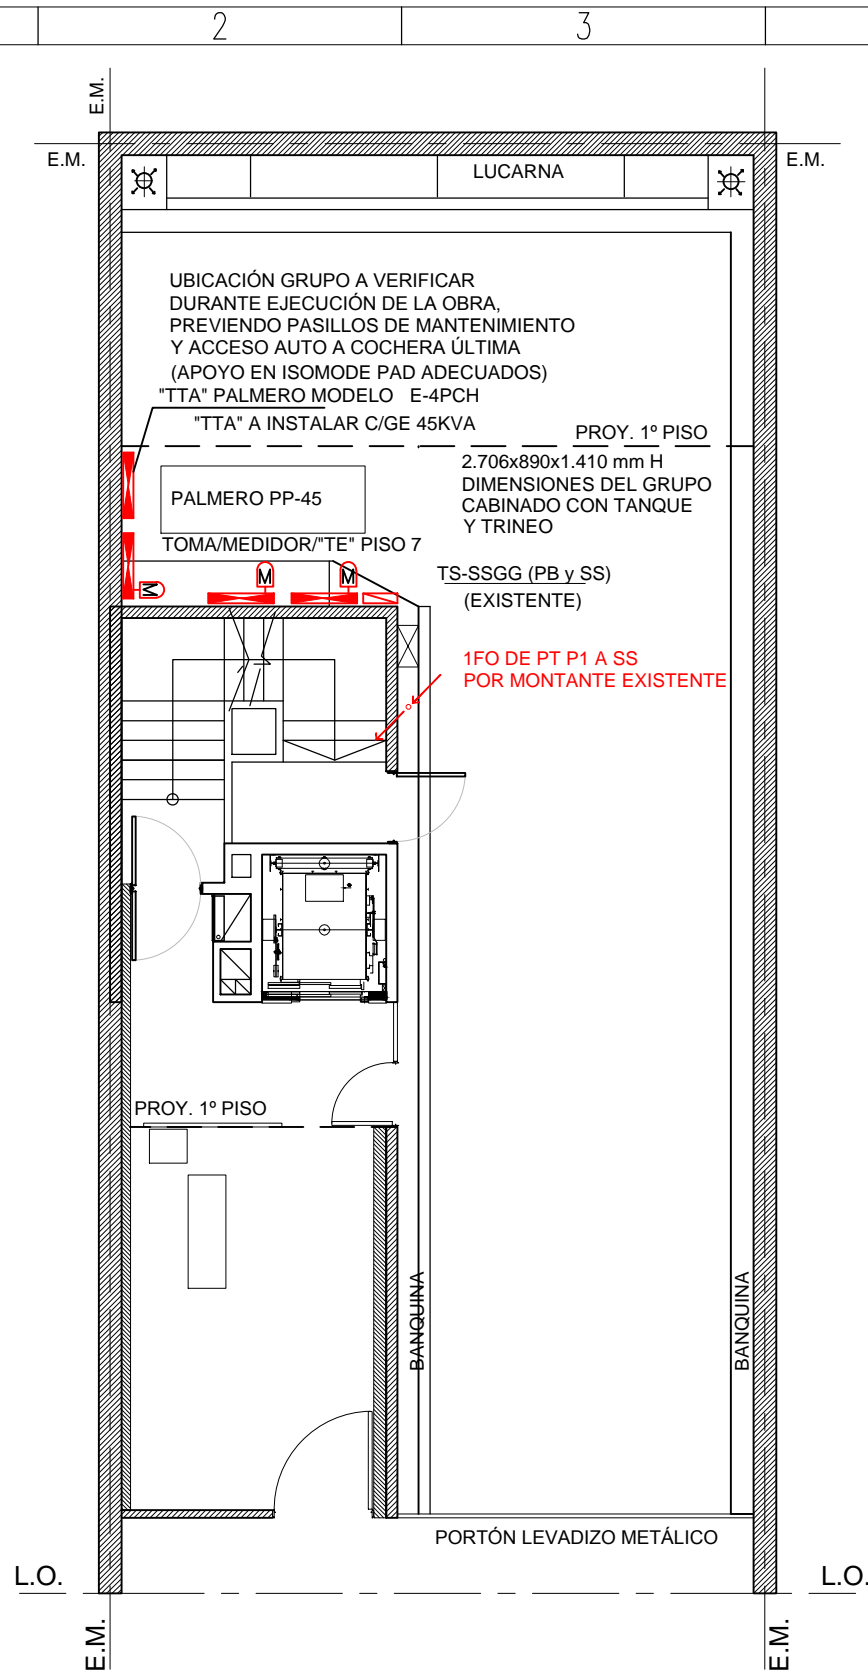 2
3
E.M.
E.M.
LUCARNA
E.M.
UBICACIÓN GRUPO A VERIFICAR
DURANTE EJECUCIÓN DE LA OBRA,
PREVIENDO PASILLOS DE MANTENIMIENTO
Y ACCESO AUTO A COCHERA ÚLTIMA
(APOYO EN ISOMODE PAD ADECUADOS)
"TTA" PALMERO MODELO E-4PCH
"TTA" A INSTALAR C/GE 45KVA
PROY. 1º PISO
2.706x890x1.410 mm H
DIMENSIONES DEL GRUPO
CABINADO CON TANQUE
Y TRINEO
PALMERO PP-45
TOMA/MEDIDOR/"TE" PISO 7
M
M
M
TS-SSGG (PB y SS)
(EXISTENTE)
1FO DE PT P1 A SS
POR MONTANTE EXISTENTE
PROY. 1º PISO
BANQUINA
BANQUINA
PORTÓN LEVADIZO METÁLICO
L.O.
L.O.
E.M.
E.M.